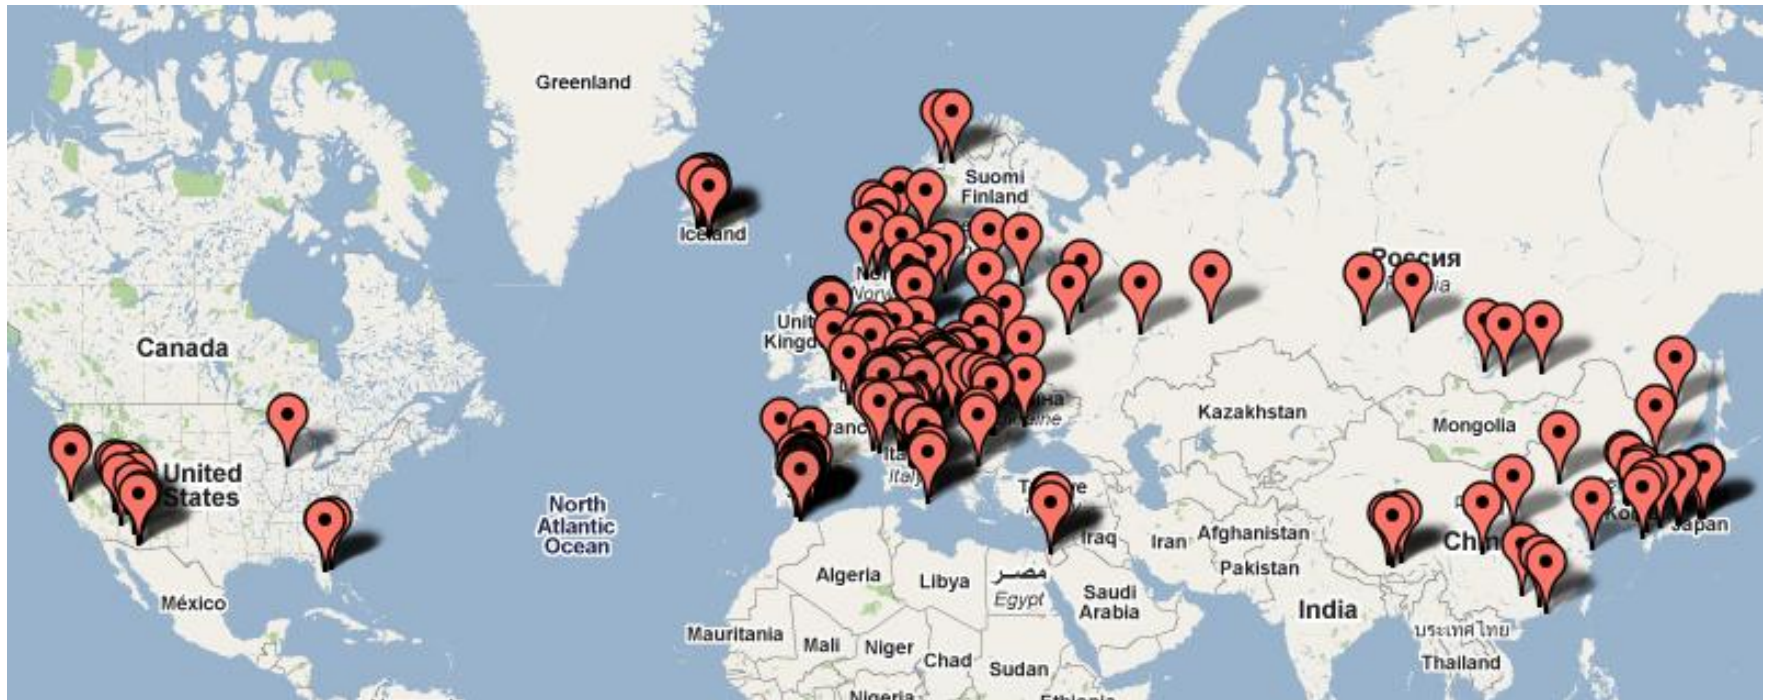 Greenland
Suomi
Finland
Iceland
Россия
Canada
Kazakhstan
Mongolia
United
States
Italy
North
Atlantic
Ocean
Japan
Iraq
Iran
Afghanistan
Pakistan
Algeria
Libya
مصر
Egypt
Saudi
Arabia
India
México
Mauritania
Mali
Niger
Chad
Sudan
ประเทศไทย
Thailand
Nigeria